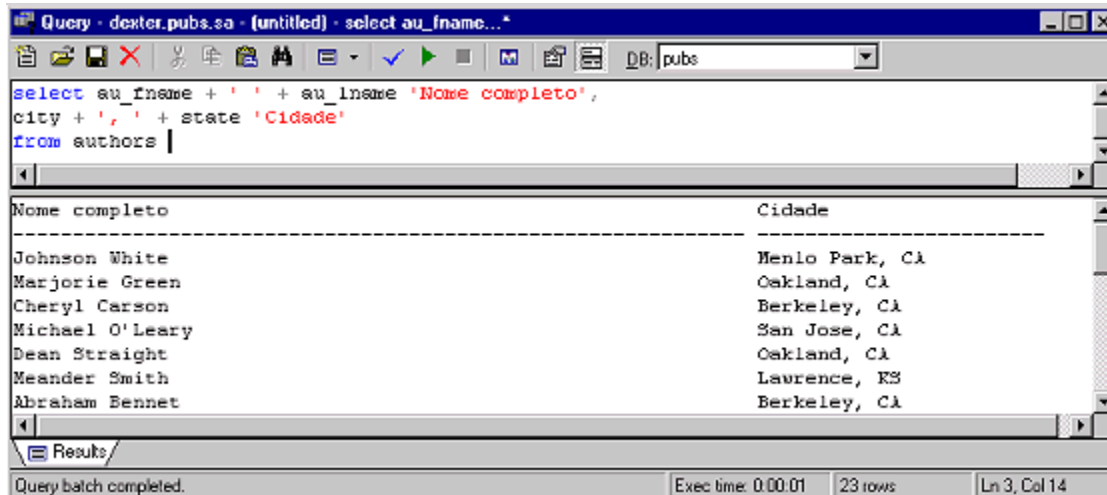 Query - dexter.pubs.sa - (untitled) - select au_fname...*
DB: pubs
select au_fname + ' ' + au_lname 'Nome completo',
city + ', ' + state 'Cidade'
from authors
Nome completo Cidade
------------------------------------------------------------- ------------------------
Johnson White Menlo Park, CA
Marjorie Green Oakland, CA
Cheryl Carson Berkeley, CA
Michael O'Leary San Jose, CA
Dean Straight Oakland, CA
Meander Smith Lawrence, KS
Abraham Bennet Berkeley, CA
Results
Query batch completed. Exec time: 0:00:01 23 rows Ln 3, Col 14